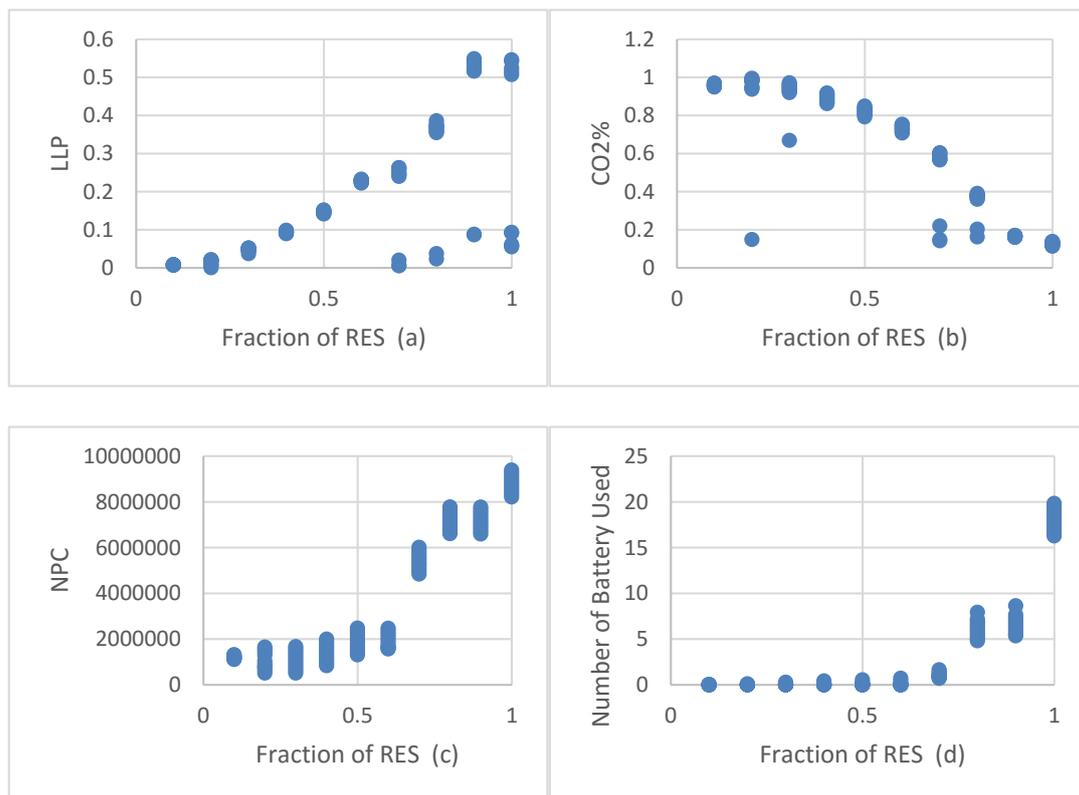 0.6
0.5
0.4
0.3
0.2
0.1
0
LLP
0 0.5 1
Fraction of RES (a)
1.2
1
0.8
0.6
0.4
0.2
0
CO2%
0 0.5 1
Fraction of RES (b)
10000000
8000000
6000000
4000000
2000000
0
NPC
0 0.5 1
Fraction of RES (c)
25
20
15
10
5
0
Number of Battery Used
0 0.5 1
Fraction of RES (d)